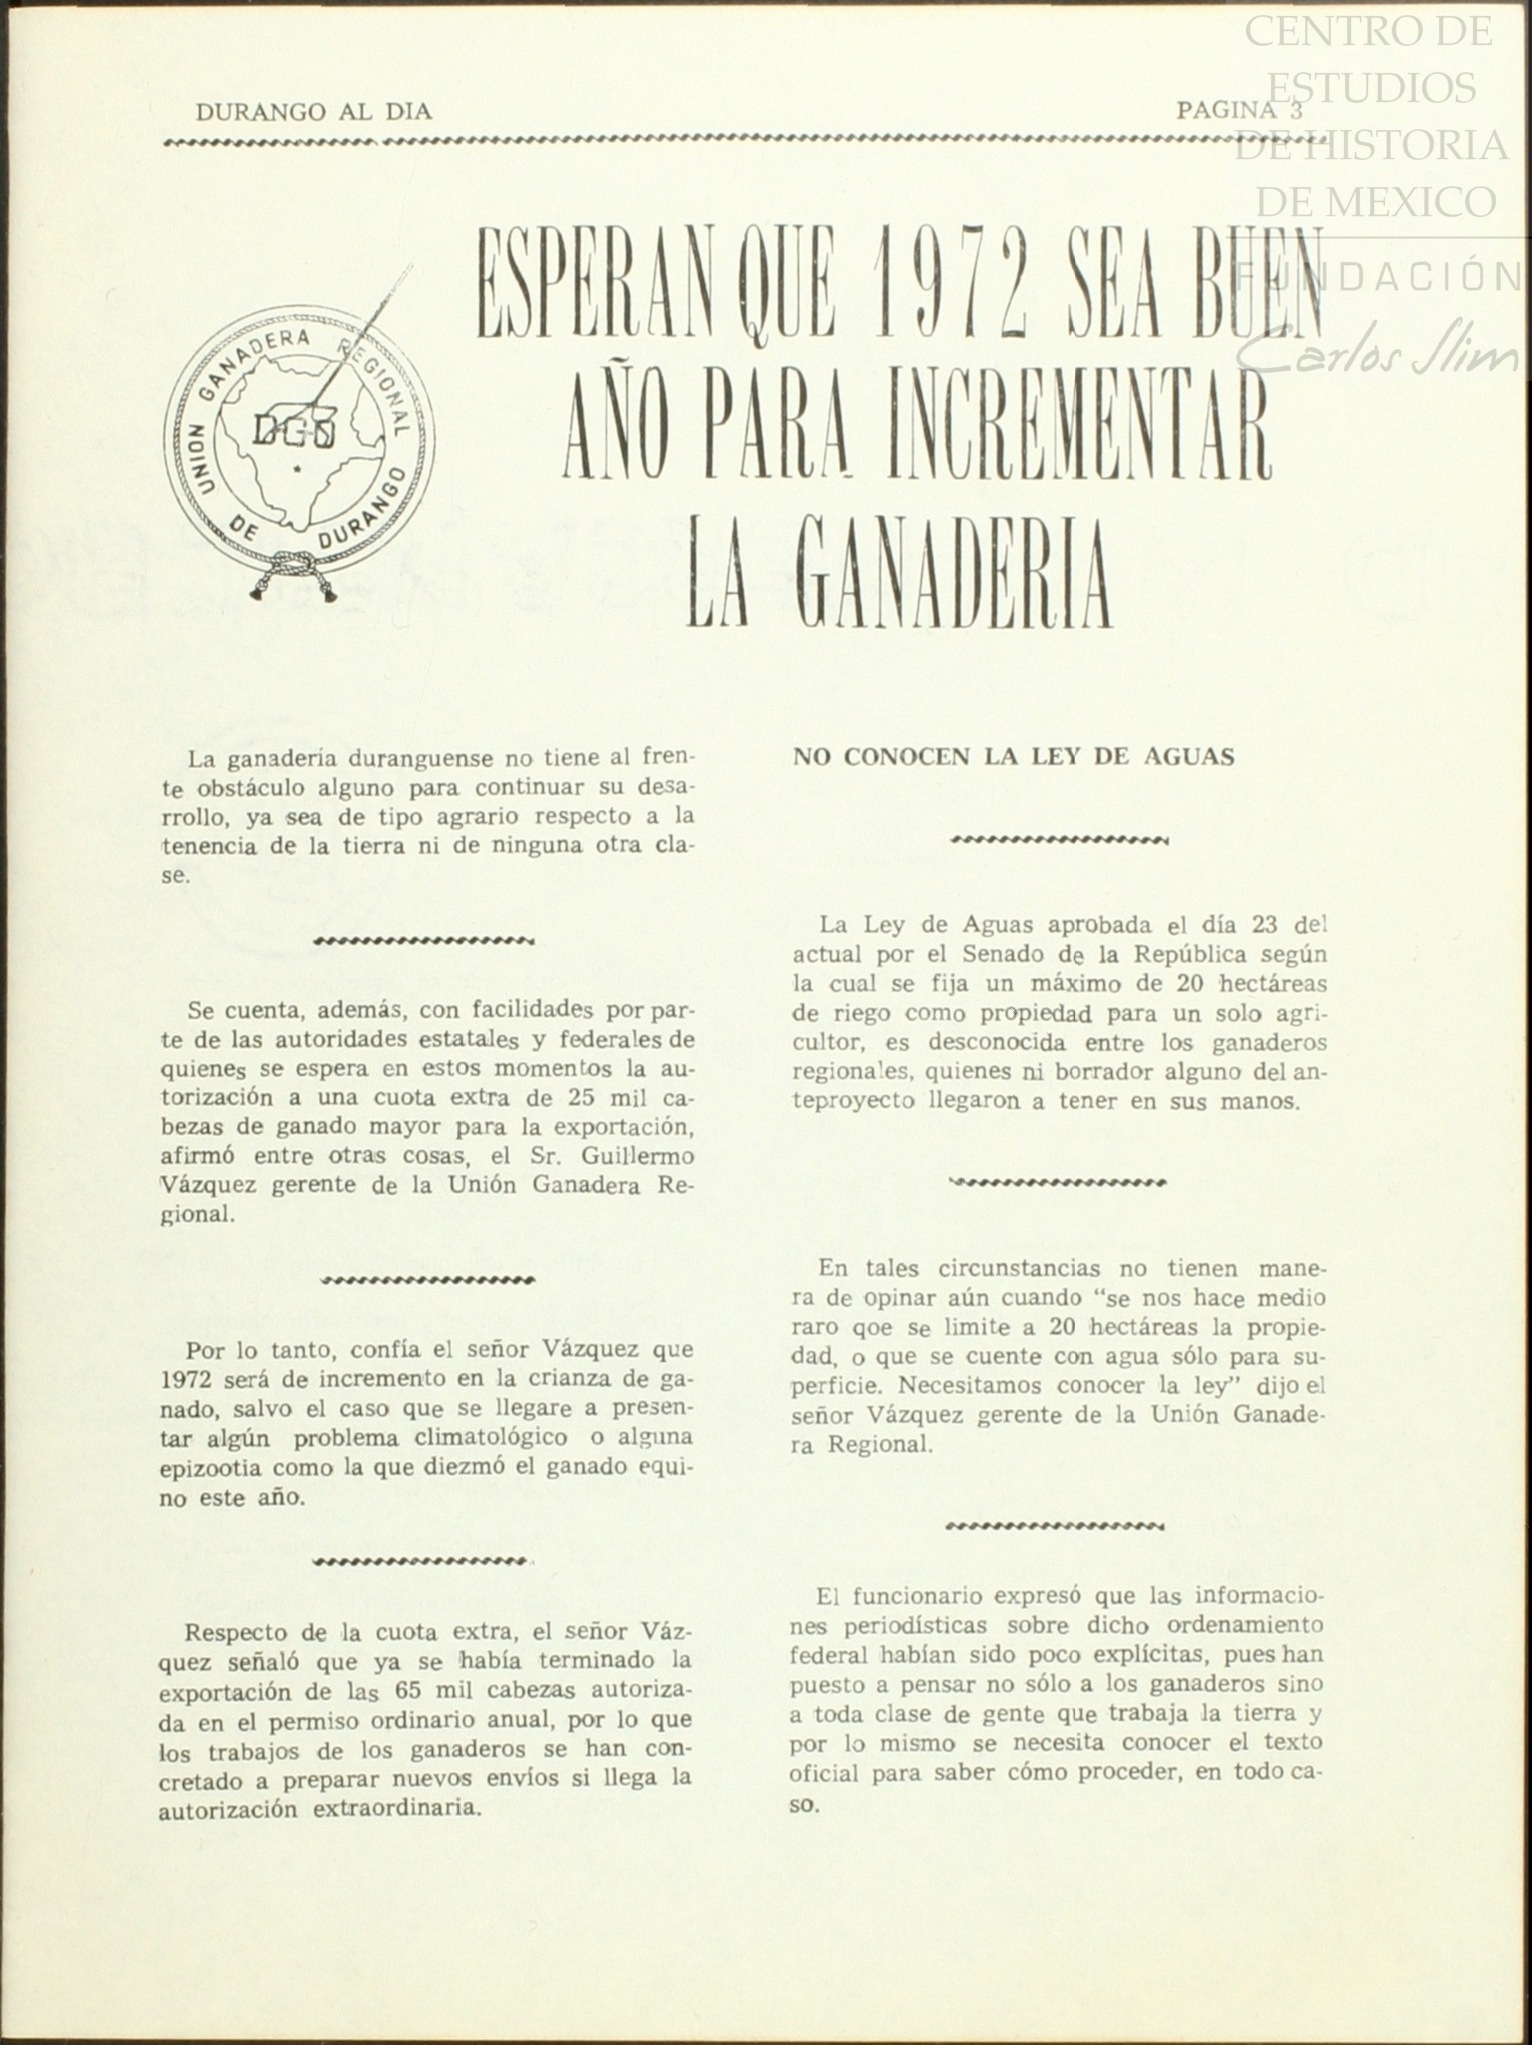 CENTRO DE
ESTUDIOS
DE HISTORIA
DE MEXICO
FUNDACIÓN
Carlos Slim
DURANGO AL DIA
PAGINA 3
ESPERAN QUE 1972 SEA BUEN
AÑO PARA INCREMENTAR
LA GANADERIA
UNION GANADERA REGIONAL
DE DURANGO
DGO
La ganadería duranguense no tiene al fren-
te obstáculo alguno para continuar su desa-
rrollo, ya sea de tipo agrario respecto a la
tenencia de la tierra ni de ninguna otra cla-
se.
Se cuenta, además, con facilidades por par-
te de las autoridades estatales y federales de
quienes se espera en estos momentos la au-
torización a una cuota extra de 25 mil ca-
bezas de ganado mayor para la exportación,
afirmó entre otras cosas, el Sr. Guillermo
Vázquez gerente de la Unión Ganadera Re-
gional.
Por lo tanto, confía el señor Vázquez que
1972 será de incremento en la crianza de ga-
nado, salvo el caso que se llegare a presen-
tar algún problema climatológico o alguna
epizootia como la que diezmó el ganado equi-
no este año.
Respecto de la cuota extra, el señor Váz-
quez señaló que ya se había terminado la
exportación de las 65 mil cabezas autoriza-
da en el permiso ordinario anual, por lo que
los trabajos de los ganaderos se han con-
cretado a preparar nuevos envíos si llega la
autorización extraordinaria.
NO CONOCEN LA LEY DE AGUAS
La Ley de Aguas aprobada el día 23 del
actual por el Senado de la República según
la cual se fija un máximo de 20 hectáreas
de riego como propiedad para un solo agri-
cultor, es desconocida entre los ganaderos
regionales, quienes ni borrador alguno del an-
teproyecto llegaron a tener en sus manos.
En tales circunstancias no tienen mane-
ra de opinar aún cuando “se nos hace medio
raro qoe se limite a 20 hectáreas la propie-
dad, o que se cuente con agua sólo para su-
perficie. Necesitamos conocer la ley” dijo el
señor Vázquez gerente de la Unión Ganade-
ra Regional.
El funcionario expresó que las informacio-
nes periodísticas sobre dicho ordenamiento
federal habían sido poco explícitas, pues han
puesto a pensar no sólo a los ganaderos sino
a toda clase de gente que trabaja la tierra y
por lo mismo se necesita conocer el texto
oficial para saber cómo proceder, en todo ca-
so.